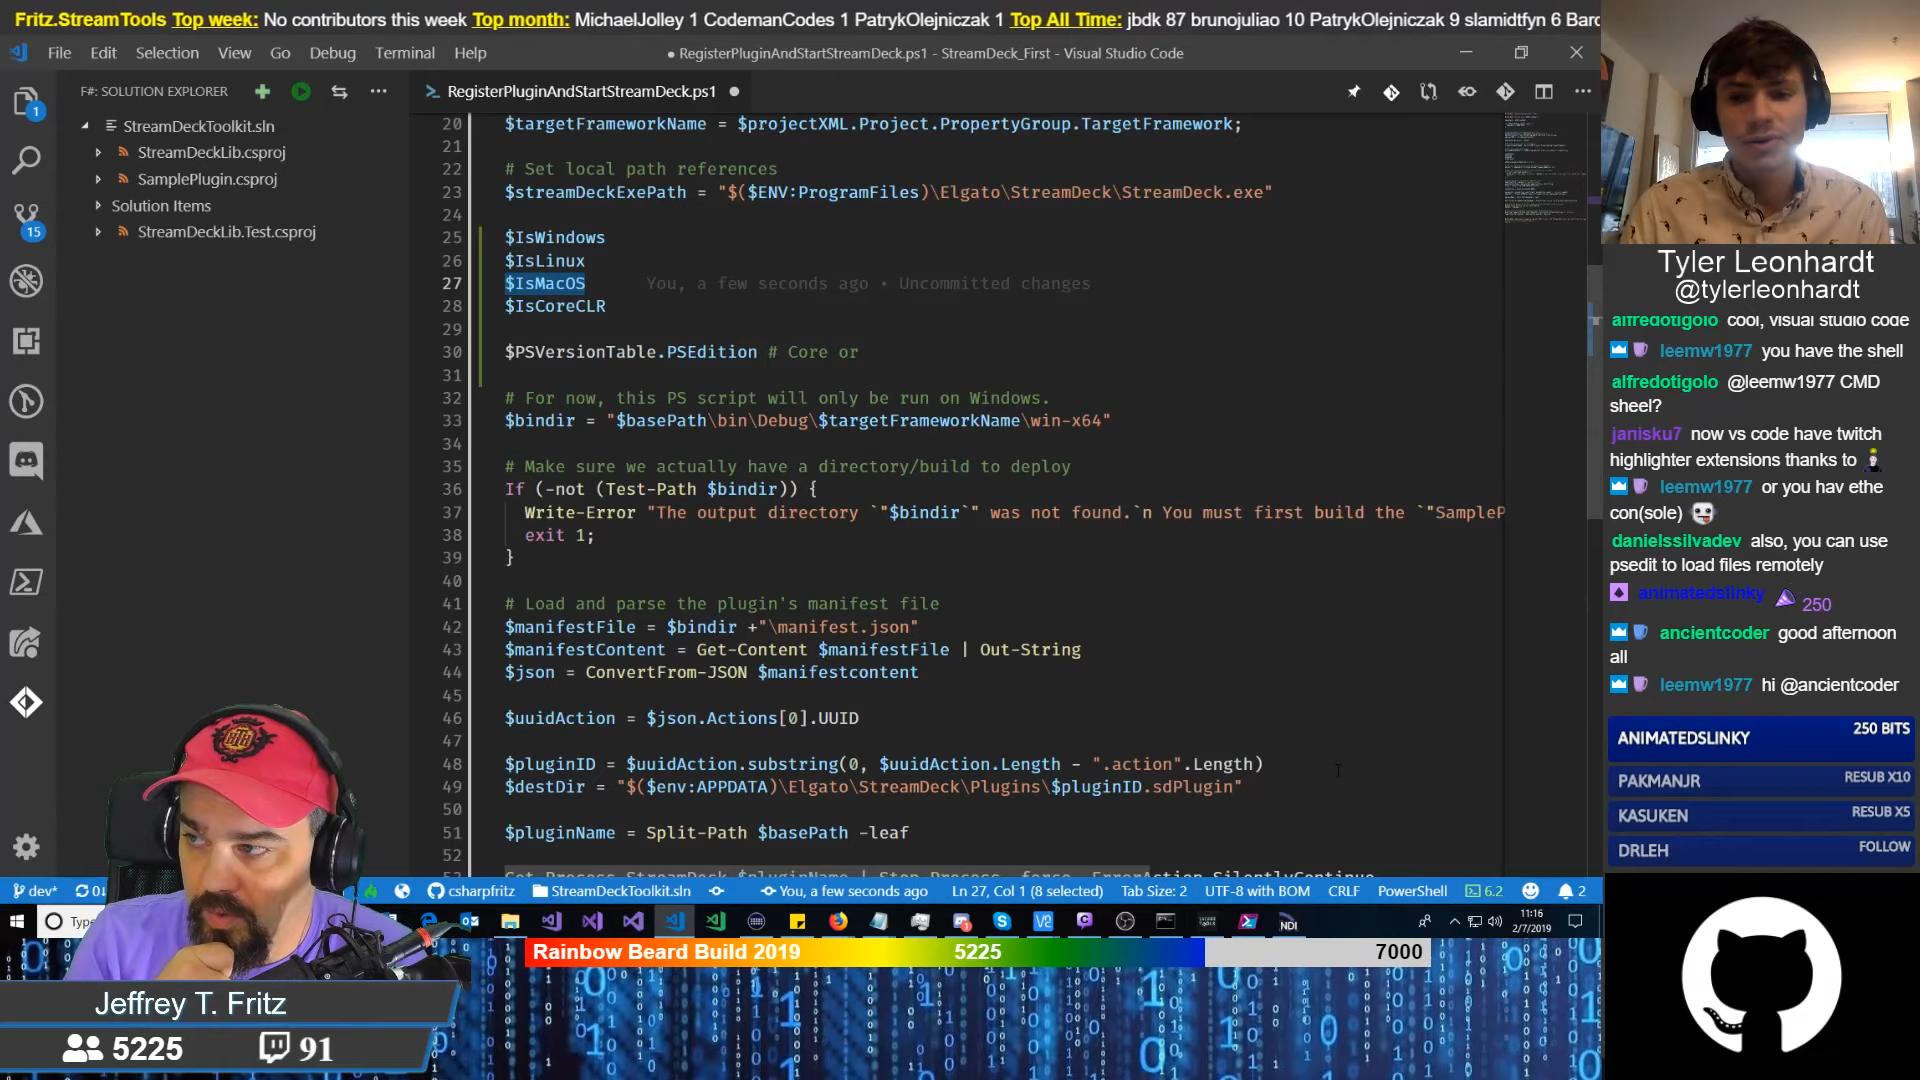 Fritz.StreamTools Top week: No contributors this week Top month: MichaelJolley 1 CodemanCodes 1 PatrykOlejniczak 1 Top All Time: jbdk 87 brunojuliao 10 PatrykOlejniczak 9 slamidtfyn 6 Barc
File Edit Selection View Go Debug Terminal Help
● RegisterPluginAndStartStreamDeck.ps1 - StreamDeck_First - Visual Studio Code
F#: SOLUTION EXPLORER
RegisterPluginAndStartStreamDeck.ps1
StreamDeckToolkit.sln
StreamDeckLib.csproj
SamplePlugin.csproj
Solution Items
StreamDeckLib.Test.csproj
1
15
20 $targetFrameworkName = $projectXML.Project.PropertyGroup.TargetFramework;
21
22 # Set local path references
23 $streamDeckExePath = "$($ENV:ProgramFiles)\Elgato\StreamDeck\StreamDeck.exe"
24
25 $IsWindows
26 $IsLinux
27 $IsMacOS You, a few seconds ago • Uncommitted changes
28 $IsCoreCLR
29
30 $PSVersionTable.PSEdition # Core or
31
32 # For now, this PS script will only be run on Windows.
33 $bindir = "$basePath\bin\Debug\$targetFrameworkName\win-x64"
34
35 # Make sure we actually have a directory/build to deploy
36 If (-not (Test-Path $bindir)) {
37 Write-Error "The output directory `"$bindir`" was not found.`n You must first build the `"SampleP
38 exit 1;
39 }
40
41 # Load and parse the plugin's manifest file
42 $manifestFile = $bindir +"\manifest.json"
43 $manifestContent = Get-Content $manifestFile | Out-String
44 $json = ConvertFrom-JSON $manifestcontent
45
46 $uuidAction = $json.Actions[0].UUID
47
48 $pluginID = $uuidAction.substring(0, $uuidAction.Length - ".action".Length)
49 $destDir = "$($env:APPDATA)\Elgato\StreamDeck\Plugins\$pluginID.sdPlugin"
50
51 $pluginName = Split-Path $basePath -leaf
52
dev* 0 csharpfritz StreamDeckToolkit.sln You, a few seconds ago Ln 27, Col 1 (8 selected) Tab Size: 2 UTF-8 with BOM CRLF PowerShell 6.2 2
Type
NDI
11:16
2/7/2019
Rainbow Beard Build 2019 5225 7000
Jeffrey T. Fritz
5225 91
Tyler Leonhardt
@tylerleonhardt
alfredotigolo cool, visual studio code
leemw1977 you have the shell
alfredotigolo @leemw1977 CMD
sheel?
janisku7 now vs code have twitch
highlighter extensions thanks to
leemw1977 or you hav ethe
con(sole)
danielssilvadev also, you can use
psedit to load files remotely
animatedslinky 250
ancientcoder good afternoon
all
leemw1977 hi @ancientcoder
ANIMATEDSLINKY 250 BITS
PAKMANJR RESUB X10
KASUKEN RESUB X5
DRLEH FOLLOW